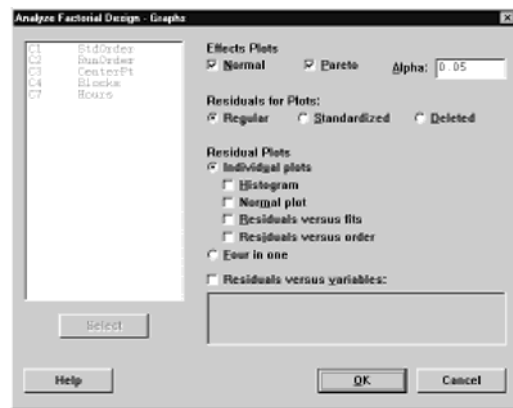 Analyze Factorial Design - Graphs
C1 StdOrder
C2 RunOrder
C3 CenterPt
C4 Blocks
C7 Hours
Effects Plots
Normal Pareto Alpha: 0.05
Residuals for Plots:
Regular Standardized Deleted
Residual Plots
Individual plots
Histogram
Normal plot
Residuals versus fits
Residuals versus order
Four in one
Residuals versus variables:
Select
Help OK Cancel